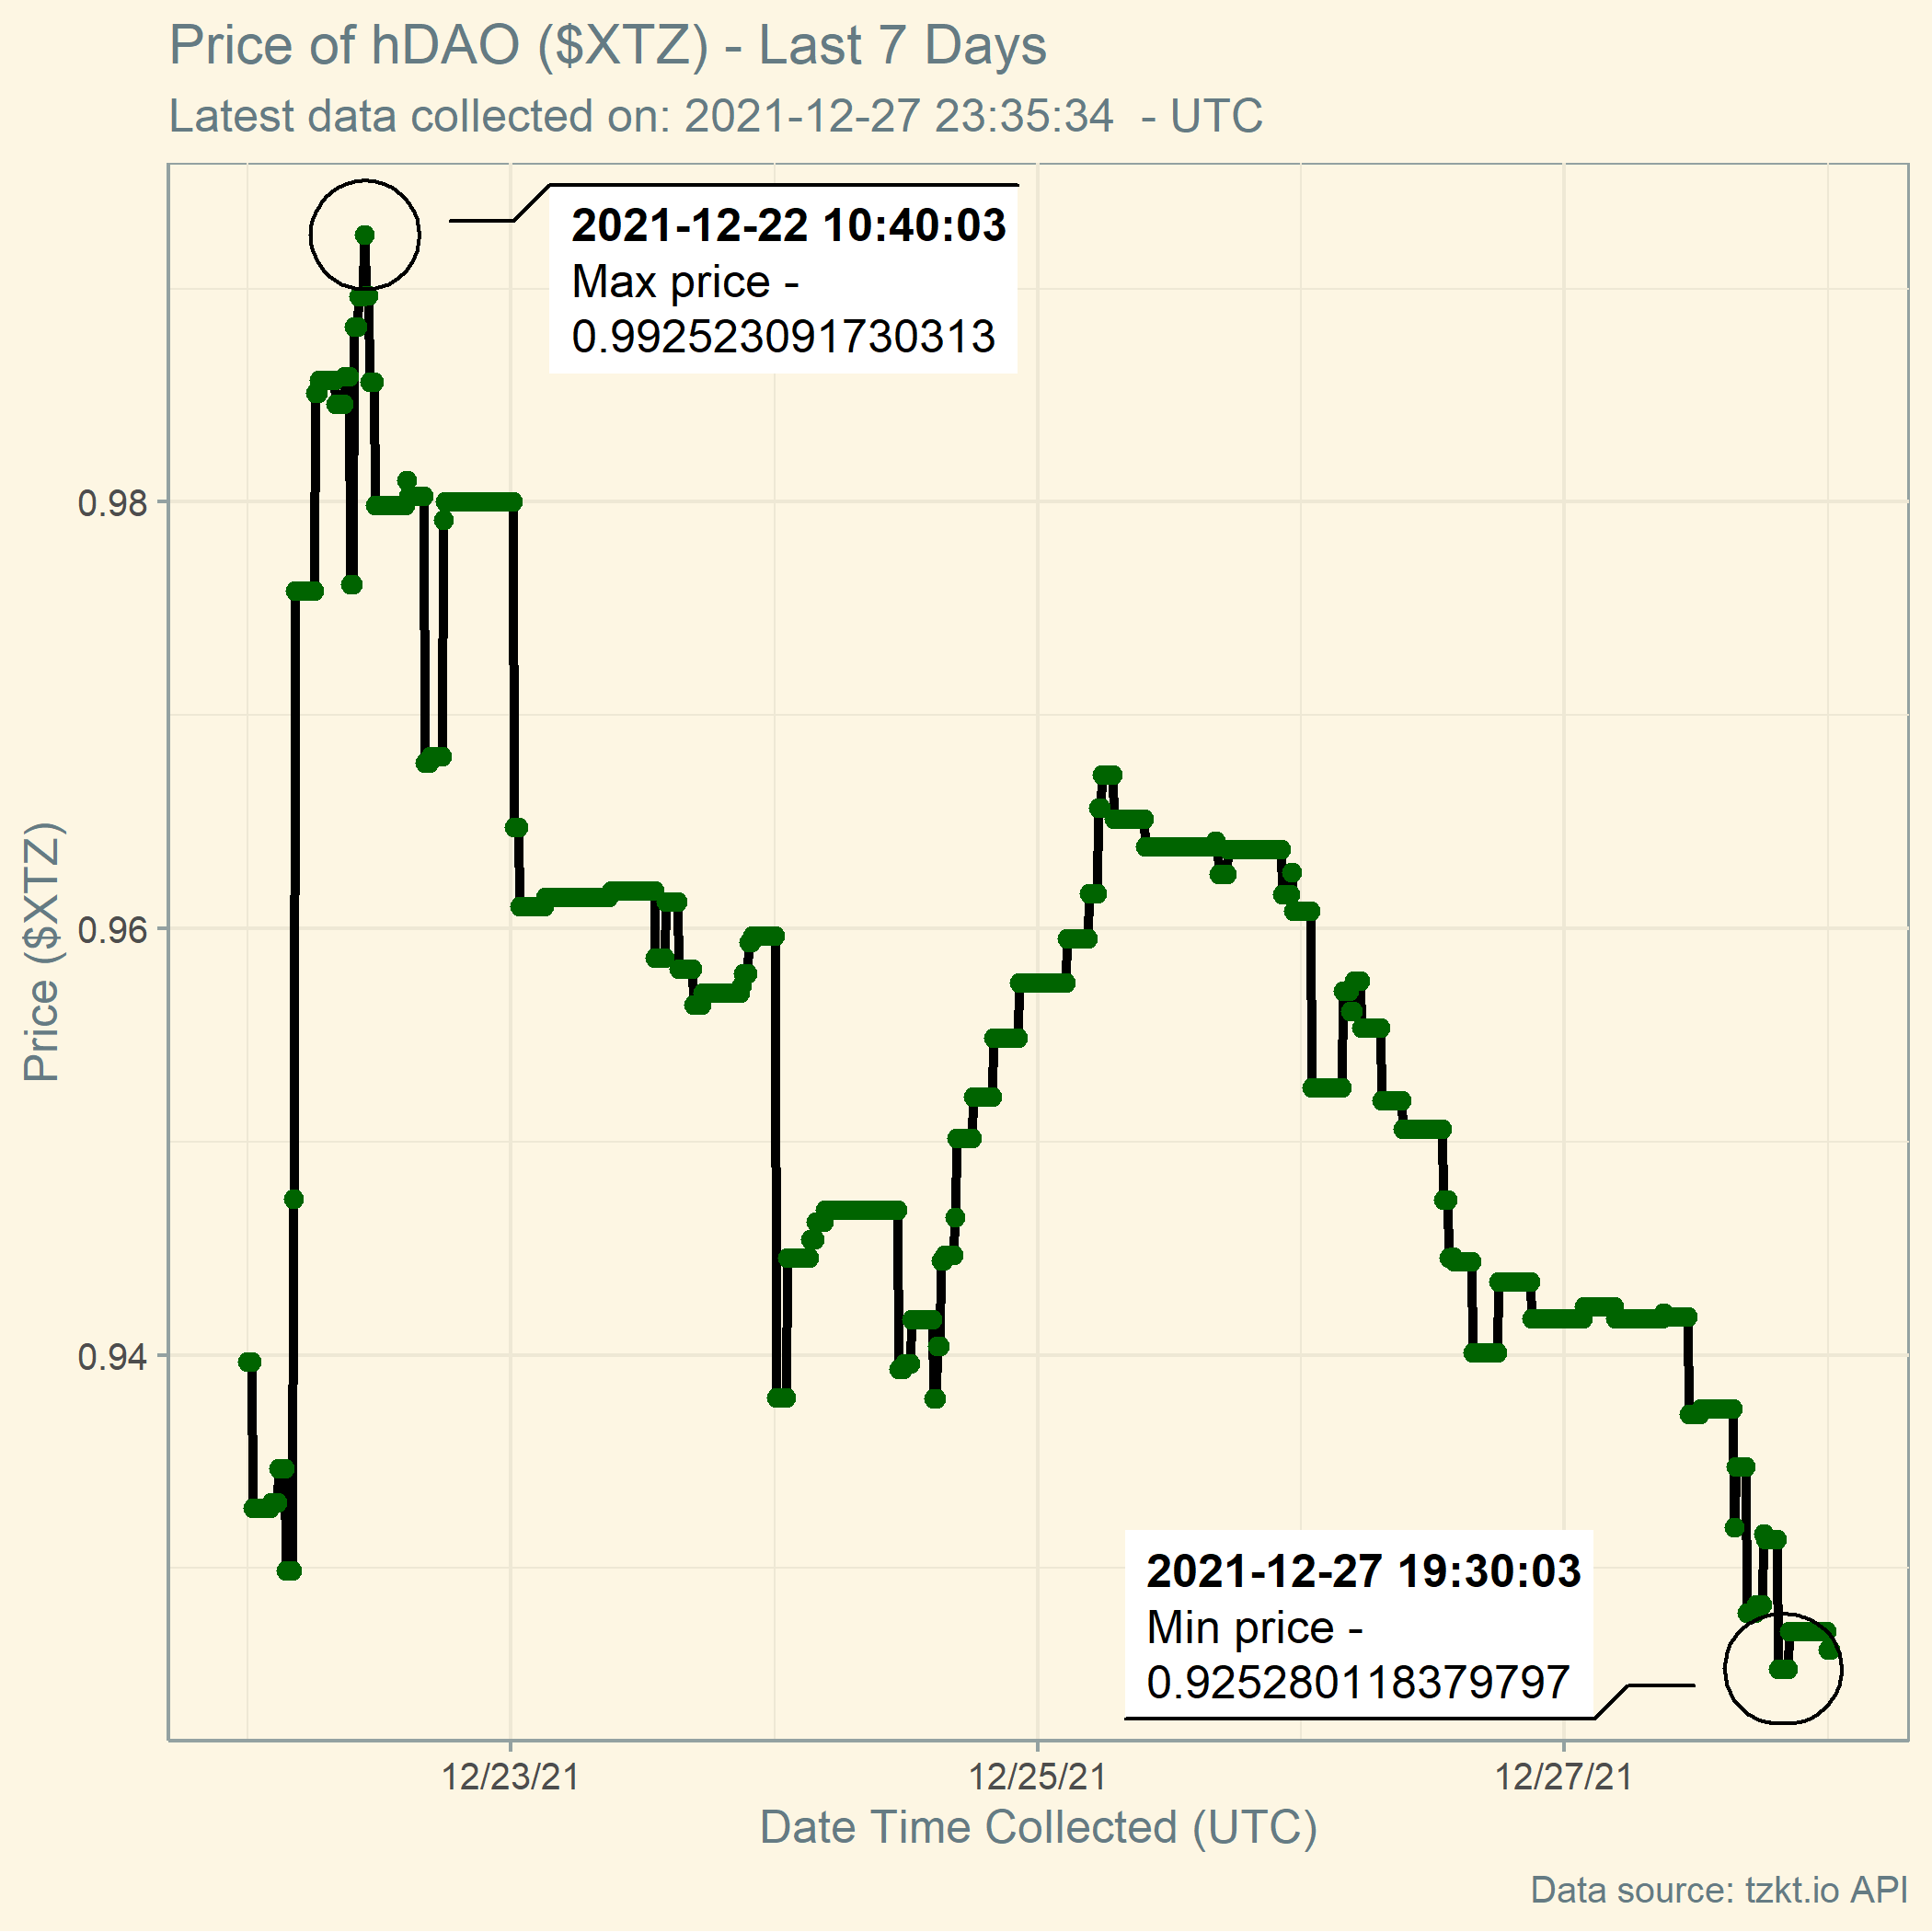 Price of hDAO ($XTZ) - Last 7 Days
Latest data collected on: 2021-12-27 23:35:34  - UTC
2021-12-22 10:40:03
Max price -
0.992523091730313
0.98
0.96
0.94
Price ($XTZ)
2021-12-27 19:30:03
Min price -
0.925280118379797
12/23/21
12/25/21
12/27/21
Date Time Collected (UTC)
Data source: tzkt.io API